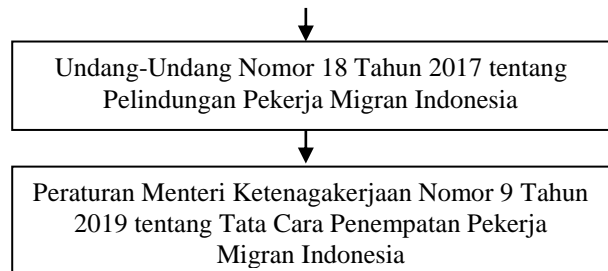 Undang-Undang Nomor 18 Tahun 2017 tentang
Pelindungan Pekerja Migran Indonesia
Peraturan Menteri Ketenagakerjaan Nomor 9 Tahun
2019 tentang Tata Cara Penempatan Pekerja
Migran Indonesia